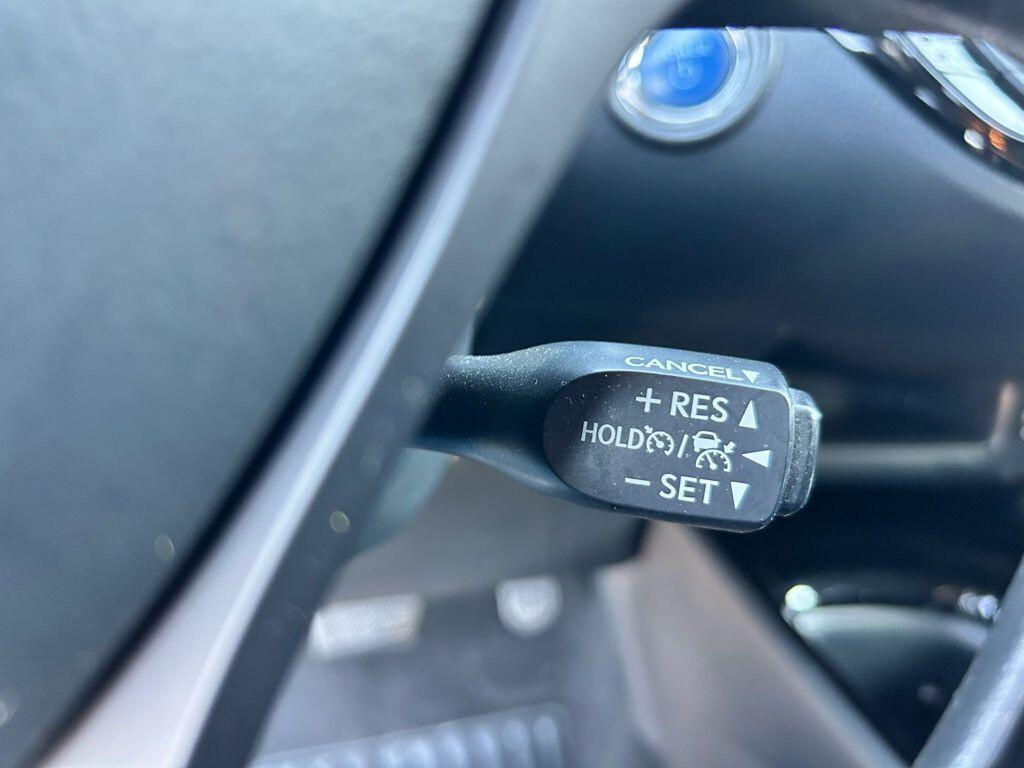 CANCEL▼
+ RES ▲
HOLD / ◄
− SET ▼